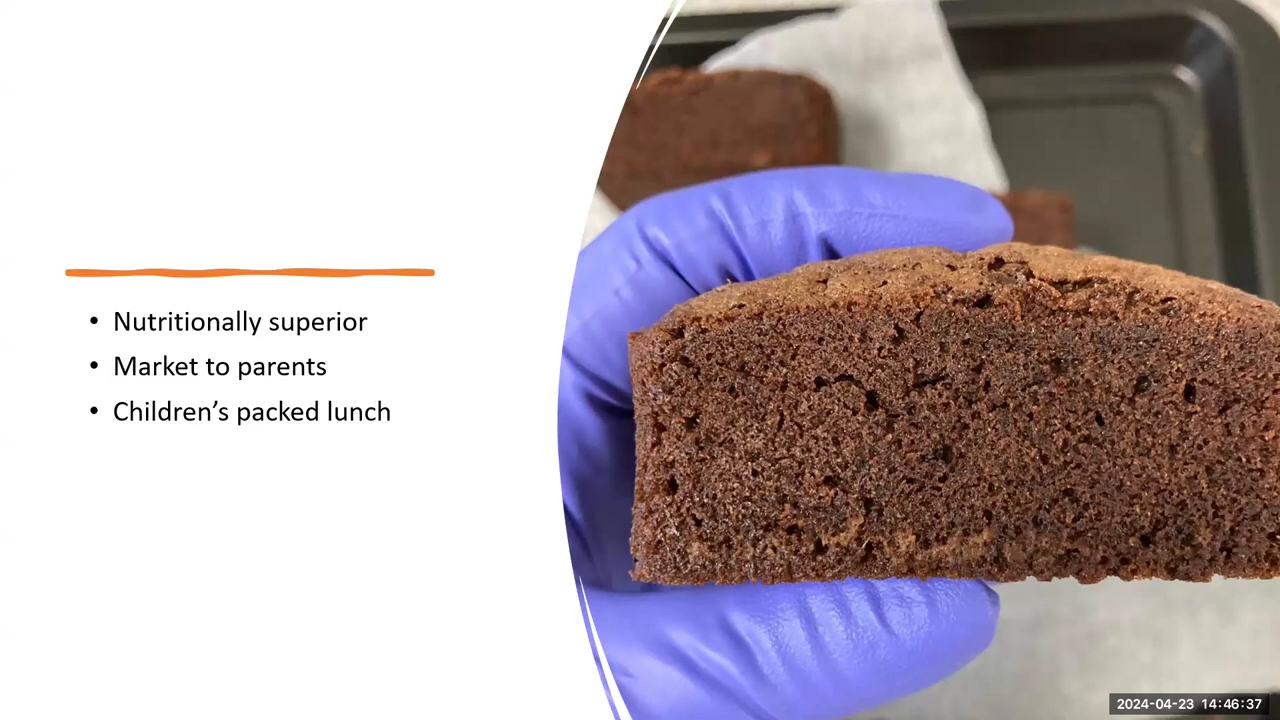 • Nutritionally superior
• Market to parents
• Children’s packed lunch
2024-04-23 14:46:37